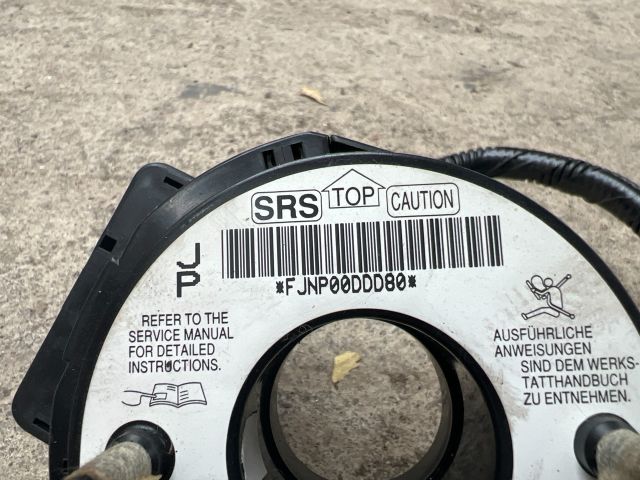 SRS TOP CAUTION
J
P
*FJNP00DDD80*
REFER TO THE
SERVICE MANUAL
FOR DETAILED
INSTRUCTIONS.
AUSFÜHRLICHE
ANWEISUNGEN
SIND DEM WERKS-
TATTHANDBUCH
ZU ENTNEHMEN.